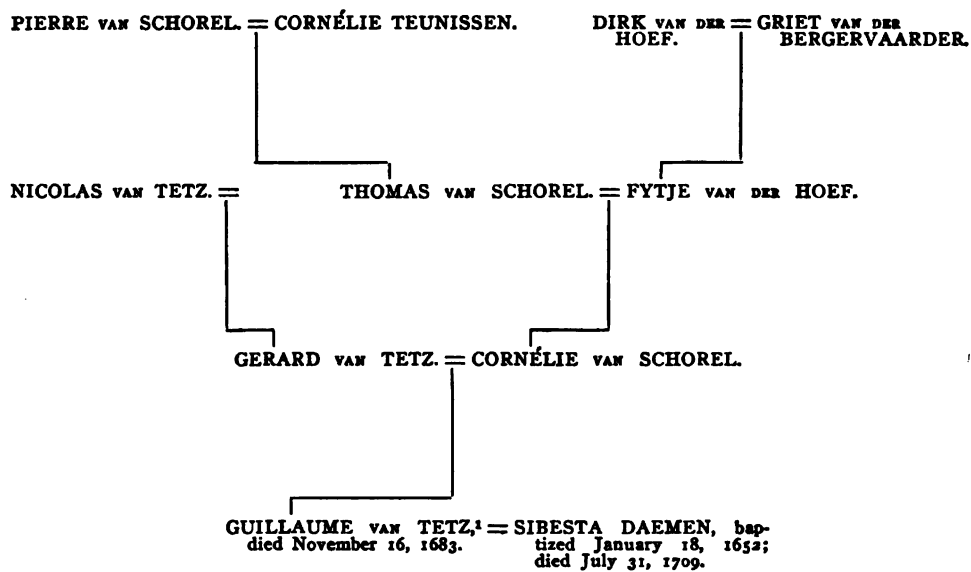 PIERRE VAN SCHOREL. = CORNÉLIE TEUNISSEN.
DIRK VAN DER HOEF. = GRIET VAN DER BERGERVAARDER.
NICOLAS VAN TETZ. =
THOMAS VAN SCHOREL. = FYTJE VAN DER HOEF.
GERARD VAN TETZ. = CORNÉLIE VAN SCHOREL.
GUILLAUME VAN TETZ,¹ = SIBESTA DAEMEN, bap-
died November 16, 1683. tized January 18, 1652;
died July 31, 1709.